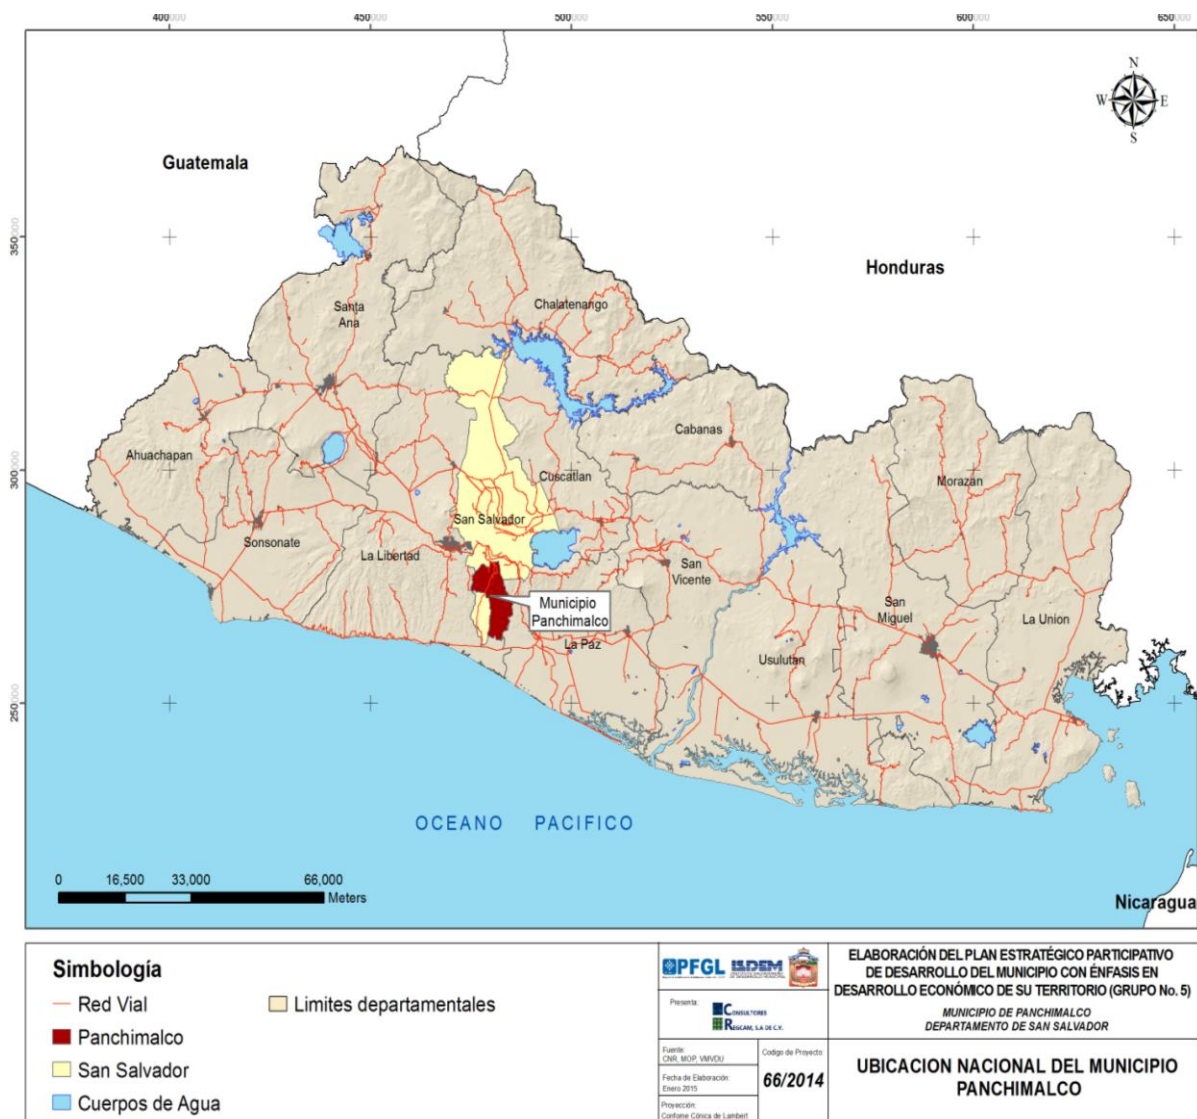 400000 450000 500000 550000 600000 650000
350000
300000
250000
N
W E
S
Guatemala
Honduras
Santa
Ana
Chalatenango
Ahuachapan
Cabanas
Cuscatlan
Morazan
San Salvador
Sonsonate
La Libertad
San
Vicente
Municipio
Panchimalco
San
Miguel
La Union
La Paz
Usulutan
OCEANO PACIFICO
0 16,500 33,000 66,000
Meters
Nicaragua
Simbología
Red Vial
Limites departamentales
Panchimalco
San Salvador
Cuerpos de Agua
PFGL ISDEM
Presenta:
CONSULTORES
REGCAM, S.A DE C.V.
Fuente:
CNR, MOP, VMVDU
Fecha de Elaboración:
Enero 2015
Proyección:
Conforme Cónica de Lambert
Codigo de Proyecto:
66/2014
ELABORACIÓN DEL PLAN ESTRATÉGICO PARTICIPATIVO
DE DESARROLLO DEL MUNICIPIO CON ÉNFASIS EN
DESARROLLO ECONÓMICO DE SU TERRITORIO (GRUPO No. 5)
MUNICIPIO DE PANCHIMALCO
DEPARTAMENTO DE SAN SALVADOR
UBICACION NACIONAL DEL MUNICIPIO
PANCHIMALCO